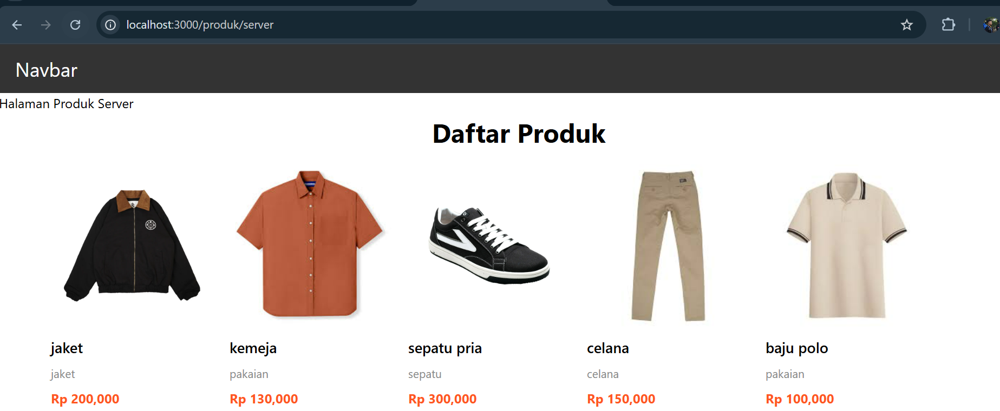 localhost:3000/produk/server
Navbar
Halaman Produk Server
Daftar Produk
jaket
kemeja
sepatu pria
celana
baju polo
jaket
pakaian
sepatu
celana
pakaian
Rp 200,000
Rp 130,000
Rp 300,000
Rp 150,000
Rp 100,000